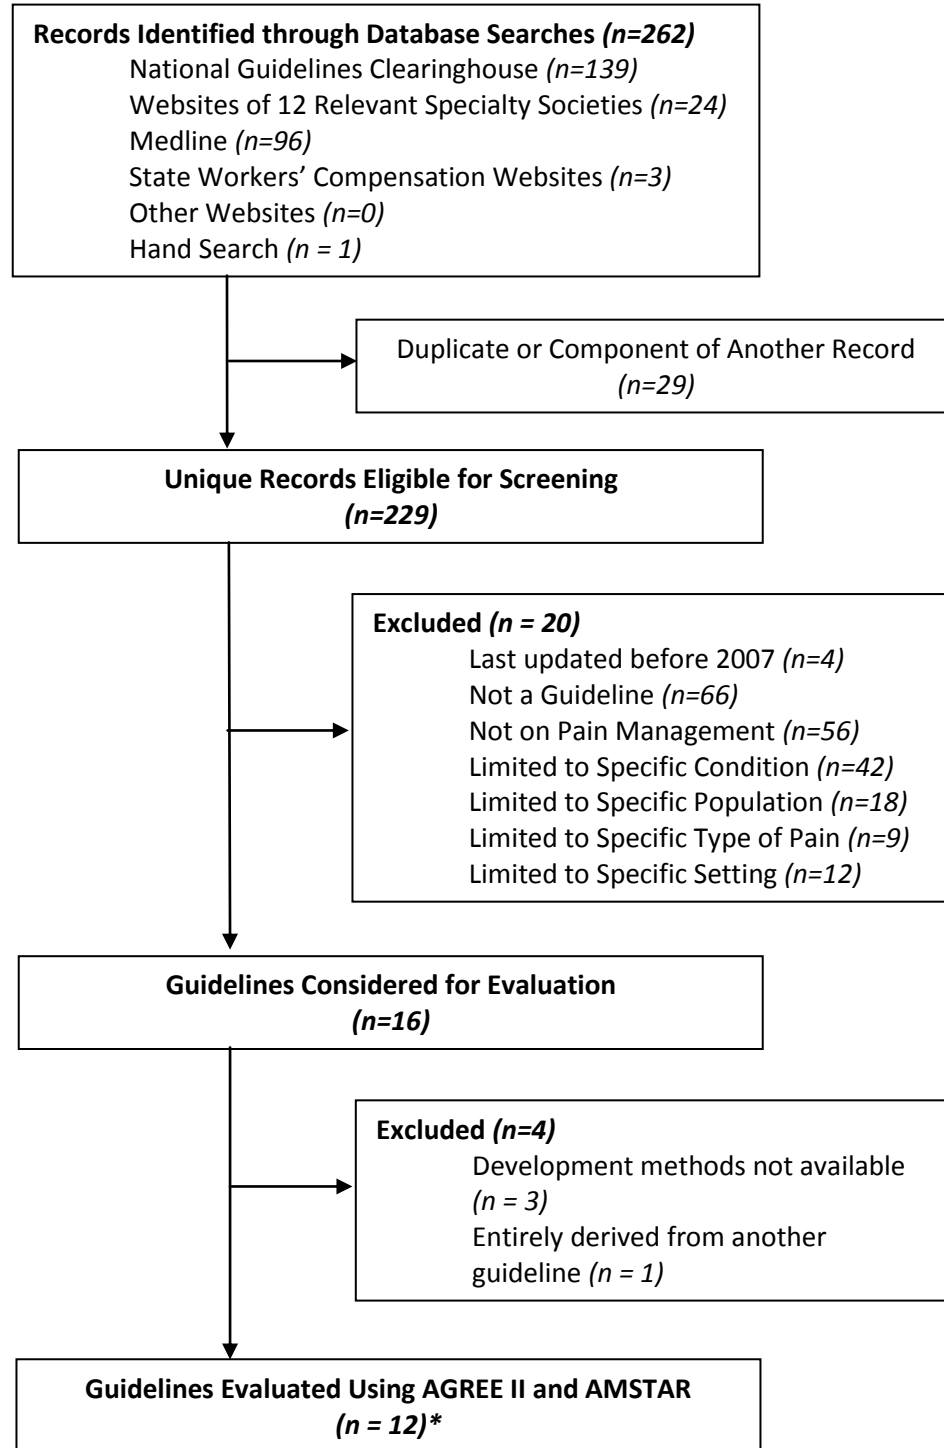 Records Identified through Database Searches (n=262)
National Guidelines Clearinghouse (n=139)
Websites of 12 Relevant Specialty Societies (n=24)
Medline (n=96)
State Workers’ Compensation Websites (n=3)
Other Websites (n=0)
Hand Search (n = 1)
Duplicate or Component of Another Record
(n=29)
Unique Records Eligible for Screening
(n=229)
Excluded (n = 20)
Last updated before 2007 (n=4)
Not a Guideline (n=66)
Not on Pain Management (n=56)
Limited to Specific Condition (n=42)
Limited to Specific Population (n=18)
Limited to Specific Type of Pain (n=9)
Limited to Specific Setting (n=12)
Guidelines Considered for Evaluation
(n=16)
Excluded (n=4)
Development methods not available
(n = 3)
Entirely derived from another
guideline (n = 1)
Guidelines Evaluated Using AGREE II and AMSTAR
(n = 12)*